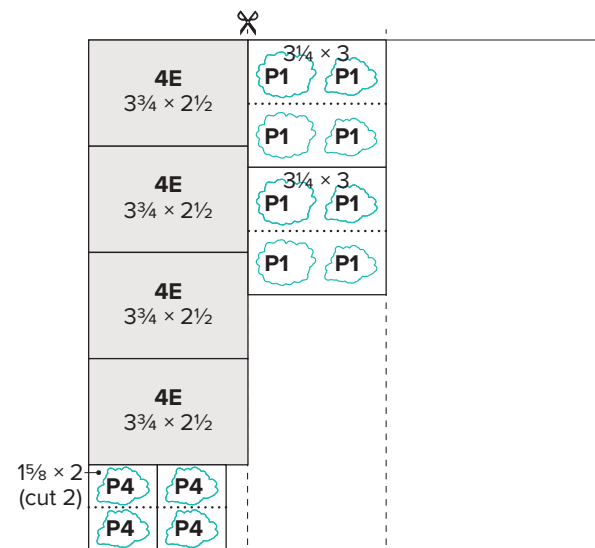 4E
3¾ × 2½
4E
3¾ × 2½
4E
3¾ × 2½
4E
3¾ × 2½
3¼ × 3
P1 P1
P1 P1
3¼ × 3
P1 P1
P1 P1
1⅝ × 2
(cut 2)
P4 P4
P4 P4